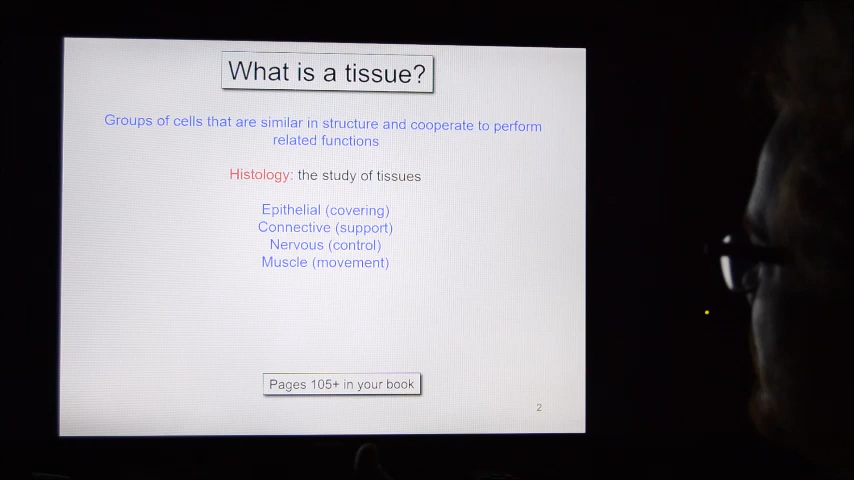 What is a tissue?
Groups of cells that are similar in structure and cooperate to perform
related functions
Histology: the study of tissues
Epithelial (covering)
Connective (support)
Nervous (control)
Muscle (movement)
Pages 105+ in your book
2